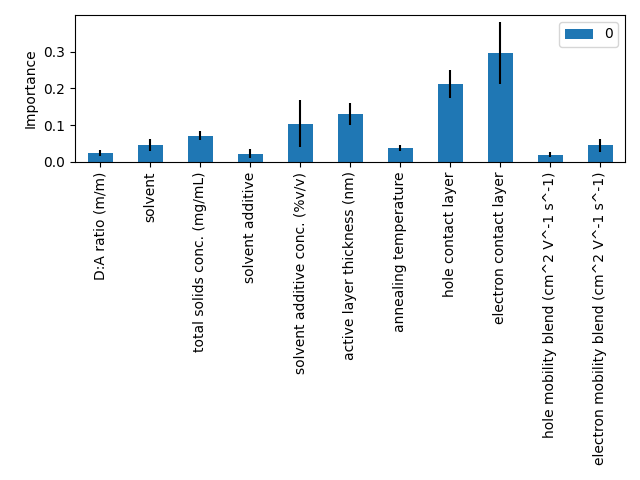 Importance
0.3
0.2
0.1
0.0
0
D:A ratio (m/m)
solvent
total solids conc. (mg/mL)
solvent additive
solvent additive conc. (%v/v)
active layer thickness (nm)
annealing temperature
hole contact layer
electron contact layer
hole mobility blend (cm^2 V^-1 s^-1)
electron mobility blend (cm^2 V^-1 s^-1)